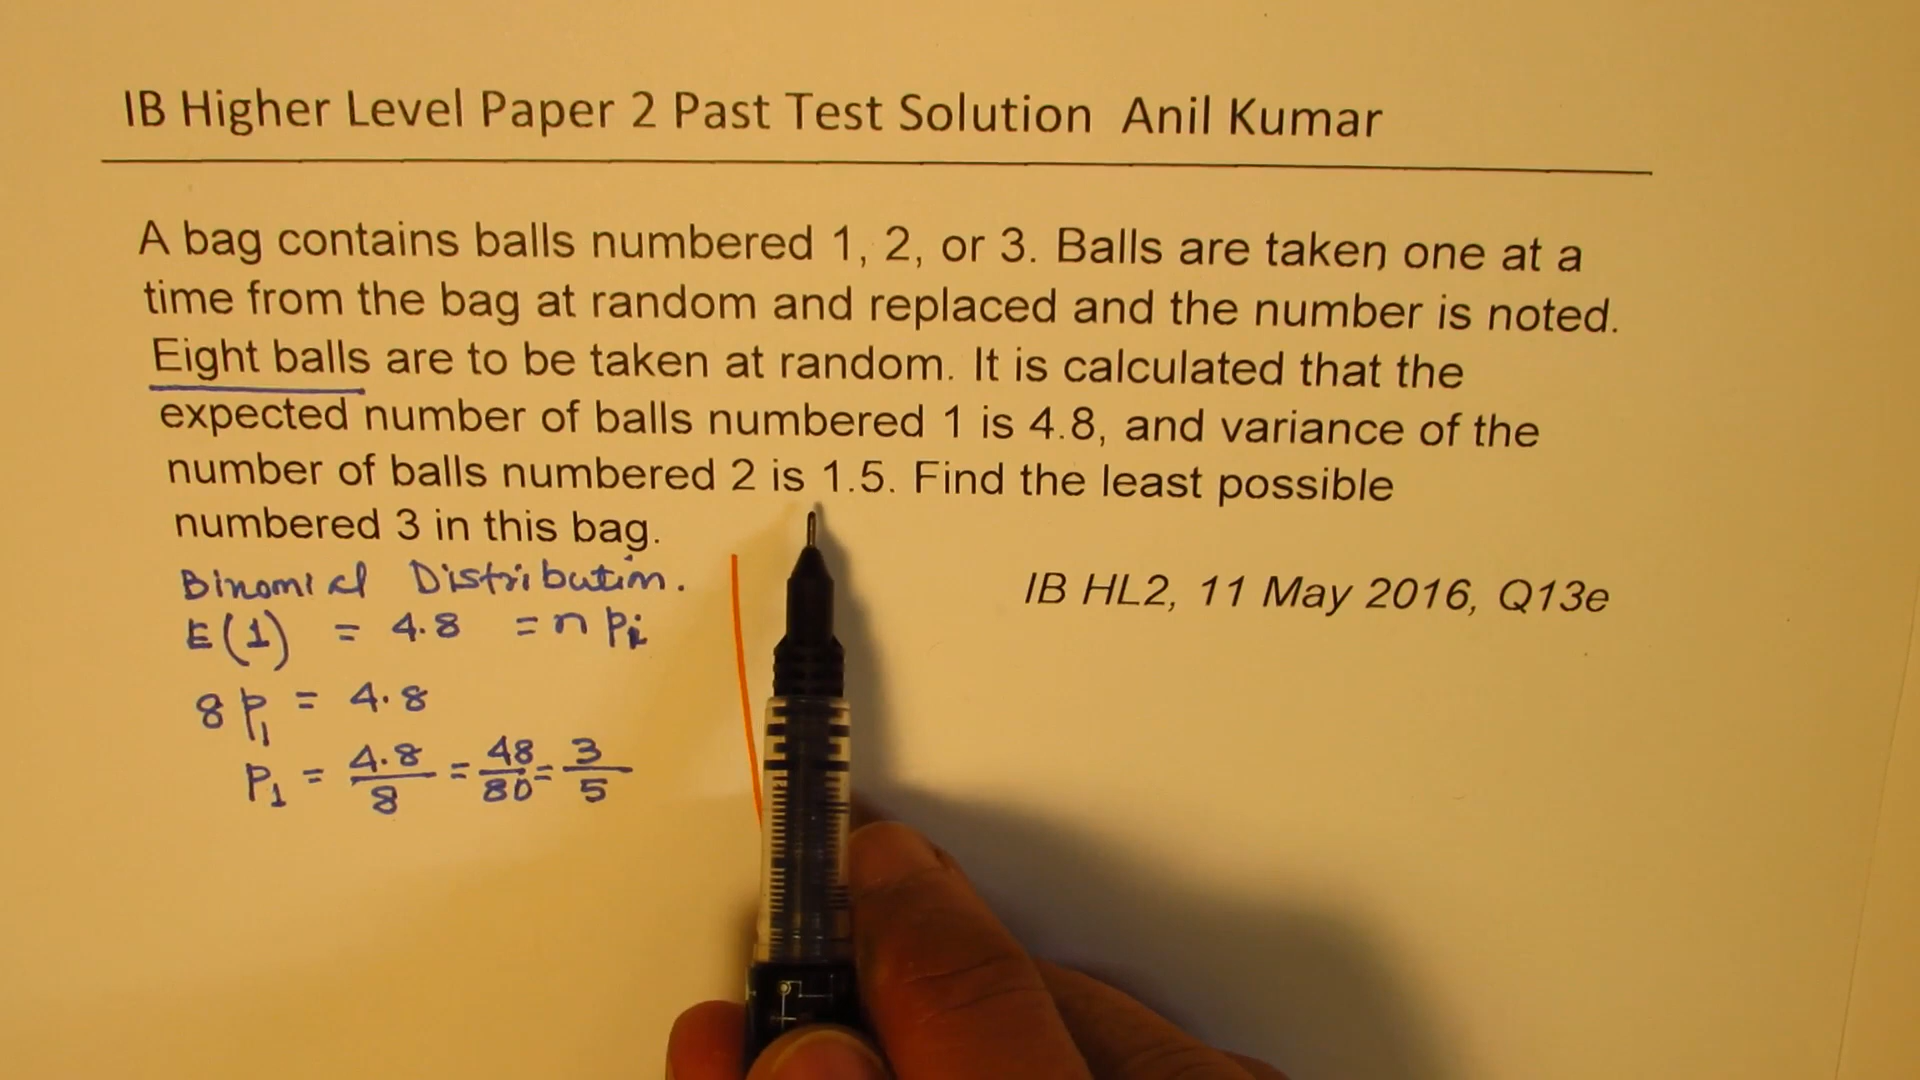 IB Higher Level Paper 2 Past Test Solution Anil Kumar
A bag contains balls numbered 1, 2, or 3. Balls are taken one at a
time from the bag at random and replaced and the number is noted.
Eight balls are to be taken at random. It is calculated that the
expected number of balls numbered 1 is 4.8, and variance of the
number of balls numbered 2 is 1.5. Find the least possible
numbered 3 in this bag.
Binomial Distribution.
IB HL2, 11 May 2016, Q13e
E(1) = 4.8 = n Pi
8 P1 = 4.8
P1 = 4.8/8 = 48/80 = 3/5